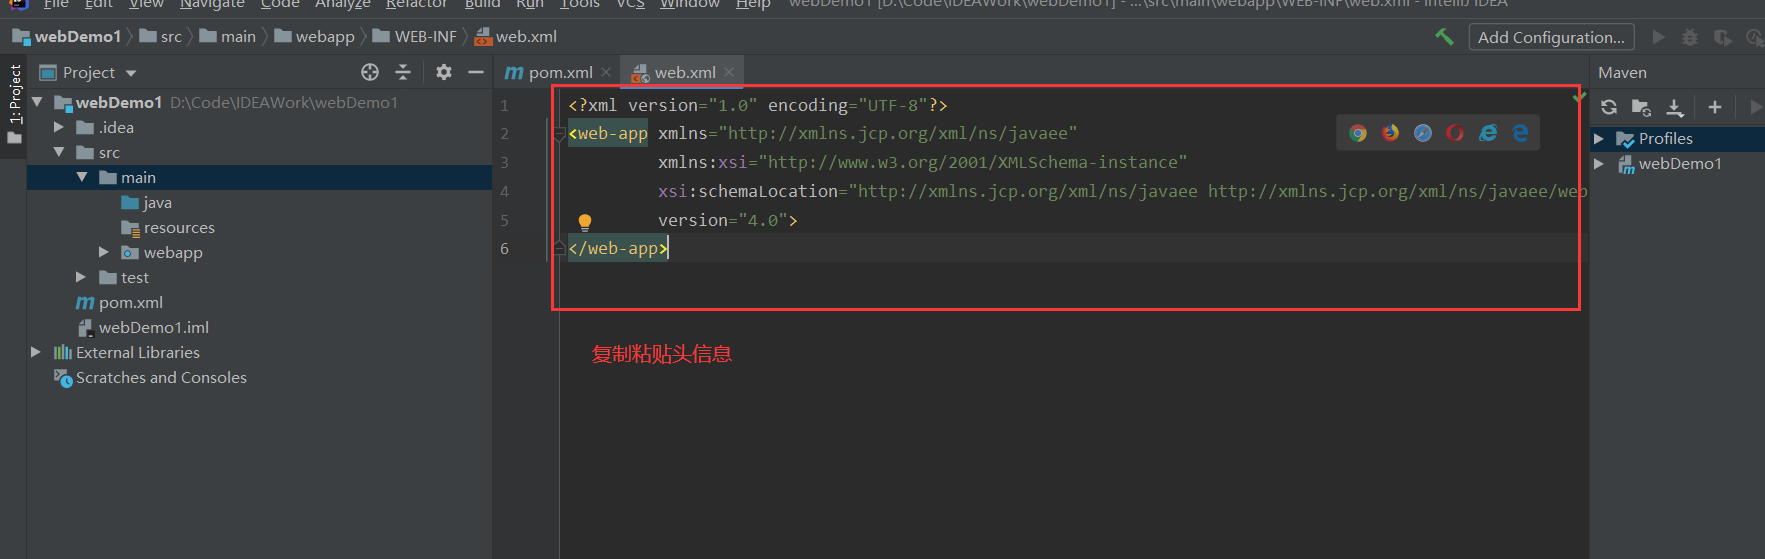 File Edit View Navigate Code Analyze Refactor Build Run Tools VCS Window Help webDemo1 [D:\Code\IDEAWork\webDemo1] - ...\src\main\webapp\WEB-INF\web.xml - IntelliJ IDEA
webDemo1 src main webapp WEB-INF web.xml Add Configuration...
1: Project
Project
webDemo1 D:\Code\IDEAWork\webDemo1
.idea
src
main
java
resources
webapp
test
pom.xml
webDemo1.iml
External Libraries
Scratches and Consoles
pom.xml web.xml
1 <?xml version="1.0" encoding="UTF-8"?>
2 <web-app xmlns="http://xmlns.jcp.org/xml/ns/javaee"
3 xmlns:xsi="http://www.w3.org/2001/XMLSchema-instance"
4 xsi:schemaLocation="http://xmlns.jcp.org/xml/ns/javaee http://xmlns.jcp.org/xml/ns/javaee/web
5 version="4.0">
6 </web-app>
复制粘贴头信息
Maven
Profiles
webDemo1